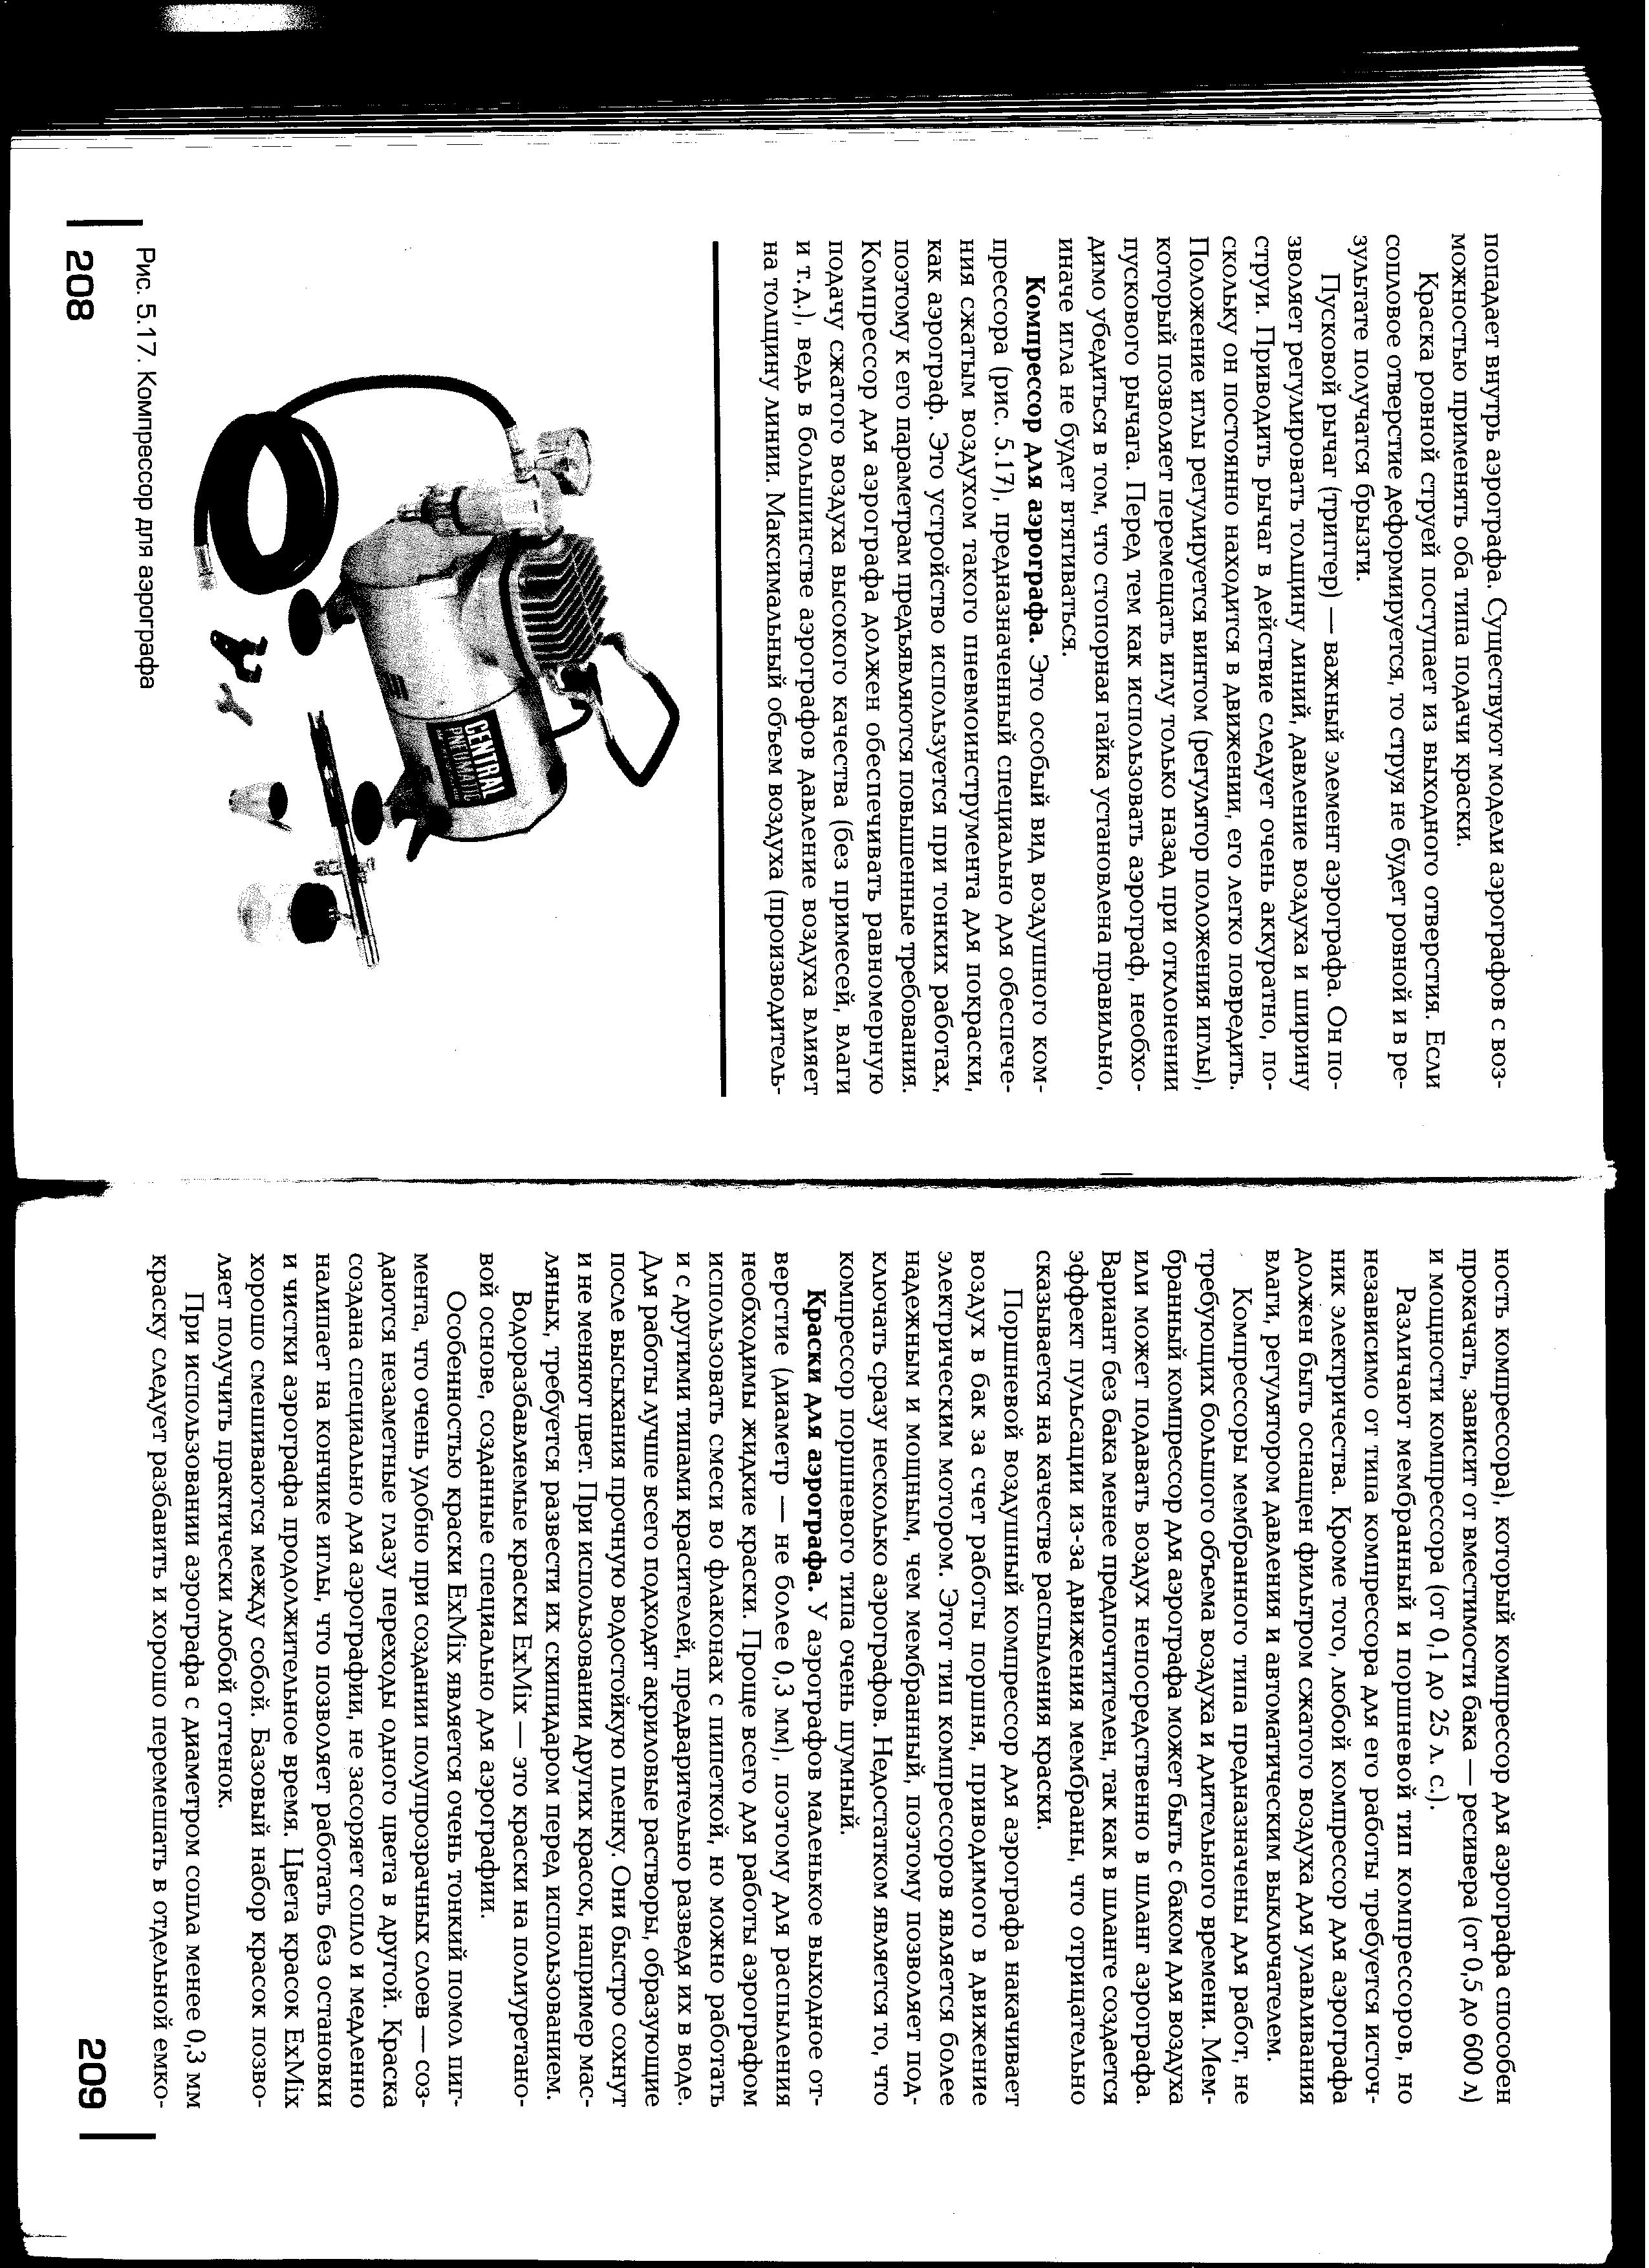 попадает внутрь аэрографа. Существуют модели аэрографов с воз-
можностью применять оба типа подачи краски.
Краска ровной струей поступает из выходного отверстия. Если
сопловое отверстие деформируется, то струя не будет ровной и в ре-
зультате получатся брызги.
Пусковой рычаг (триггер) — важный элемент аэрографа. Он по-
зволяет регулировать толщину линий, давление воздуха и ширину
струи. Приводить рычаг в действие следует очень аккуратно, по-
скольку он постоянно находится в движении, его легко повредить.
Положение иглы регулируется винтом (регулятор положения иглы),
который позволяет перемещать иглу только назад при отклонении
пускового рычага. Перед тем как использовать аэрограф, необхо-
димо убедиться в том, что стопорная гайка установлена правильно,
иначе игла не будет втягиваться.
Компрессор для аэрографа. Это особый вид воздушного ком-
прессора (рис. 5.17), предназначенный специально для обеспече-
ния сжатым воздухом такого пневмоинструмента для покраски,
как аэрограф. Это устройство используется при тонких работах,
поэтому к его параметрам предъявляются повышенные требования.
Компрессор для аэрографа должен обеспечивать равномерную
подачу сжатого воздуха высокого качества (без примесей, влаги
и т.д.), ведь в большинстве аэрографов давление воздуха влияет
на толщину линии. Максимальный объем воздуха (производитель-
CENTRAL
PNEUMATIC
Рис. 5.17. Компрессор для аэрографа
208
ность компрессора), который компрессор для аэрографа способен
прокачать, зависит от вместимости бака — ресивера (от 0,5 до 600 л)
и мощности компрессора (от 0,1 до 25 л. с.).
Различают мембранный и поршневой тип компрессоров, но
независимо от типа компрессора для его работы требуется источ-
ник электричества. Кроме того, любой компрессор для аэрографа
должен быть оснащен фильтром сжатого воздуха для улавливания
влаги, регулятором давления и автоматическим выключателем.
Компрессоры мембранного типа предназначены для работ, не
требующих большого объема воздуха и длительного времени. Мем-
бранный компрессор для аэрографа может быть с баком для воздуха
или может подавать воздух непосредственно в шланг аэрографа.
Вариант без бака менее предпочтителен, так как в шланге создается
эффект пульсации из-за движения мембраны, что отрицательно
сказывается на качестве распыления краски.
Поршневой воздушный компрессор для аэрографа накачивает
воздух в бак за счет работы поршня, приводимого в движение
электрическим мотором. Этот тип компрессоров является более
надежным и мощным, чем мембранный, поэтому позволяет под-
ключать сразу несколько аэрографов. Недостатком является то, что
компрессор поршневого типа очень шумный.
Краски для аэрографа. У аэрографов маленькое выходное от-
верстие (диаметр — не более 0,3 мм), поэтому для распыления
необходимы жидкие краски. Проще всего для работы аэрографом
использовать смеси во флаконах с пипеткой, но можно работать
и с другими типами красителей, предварительно разведя их в воде.
Для работы лучше всего подходят акриловые растворы, образующие
после высыхания прочную водостойкую пленку. Они быстро сохнут
и не меняют цвет. При использовании других красок, например мас-
ляных, требуется развести их скипидаром перед использованием.
Водоразбавляемые краски ExMix — это краски на полиуретано-
вой основе, созданные специально для аэрографии.
Особенностью краски ExMix является очень тонкий помол пиг-
мента, что очень удобно при создании полупрозрачных слоев — соз-
даются незаметные глазу переходы одного цвета в другой. Краска
создана специально для аэрографии, не засоряет сопло и медленно
налипает на кончике иглы, что позволяет работать без остановки
и чистки аэрографа продолжительное время. Цвета красок ExMix
хорошо смешиваются между собой. Базовый набор красок позво-
ляет получить практически любой оттенок.
При использовании аэрографа с диаметром сопла менее 0,3 мм
краску следует разбавить и хорошо перемешать в отдельной емко-
209